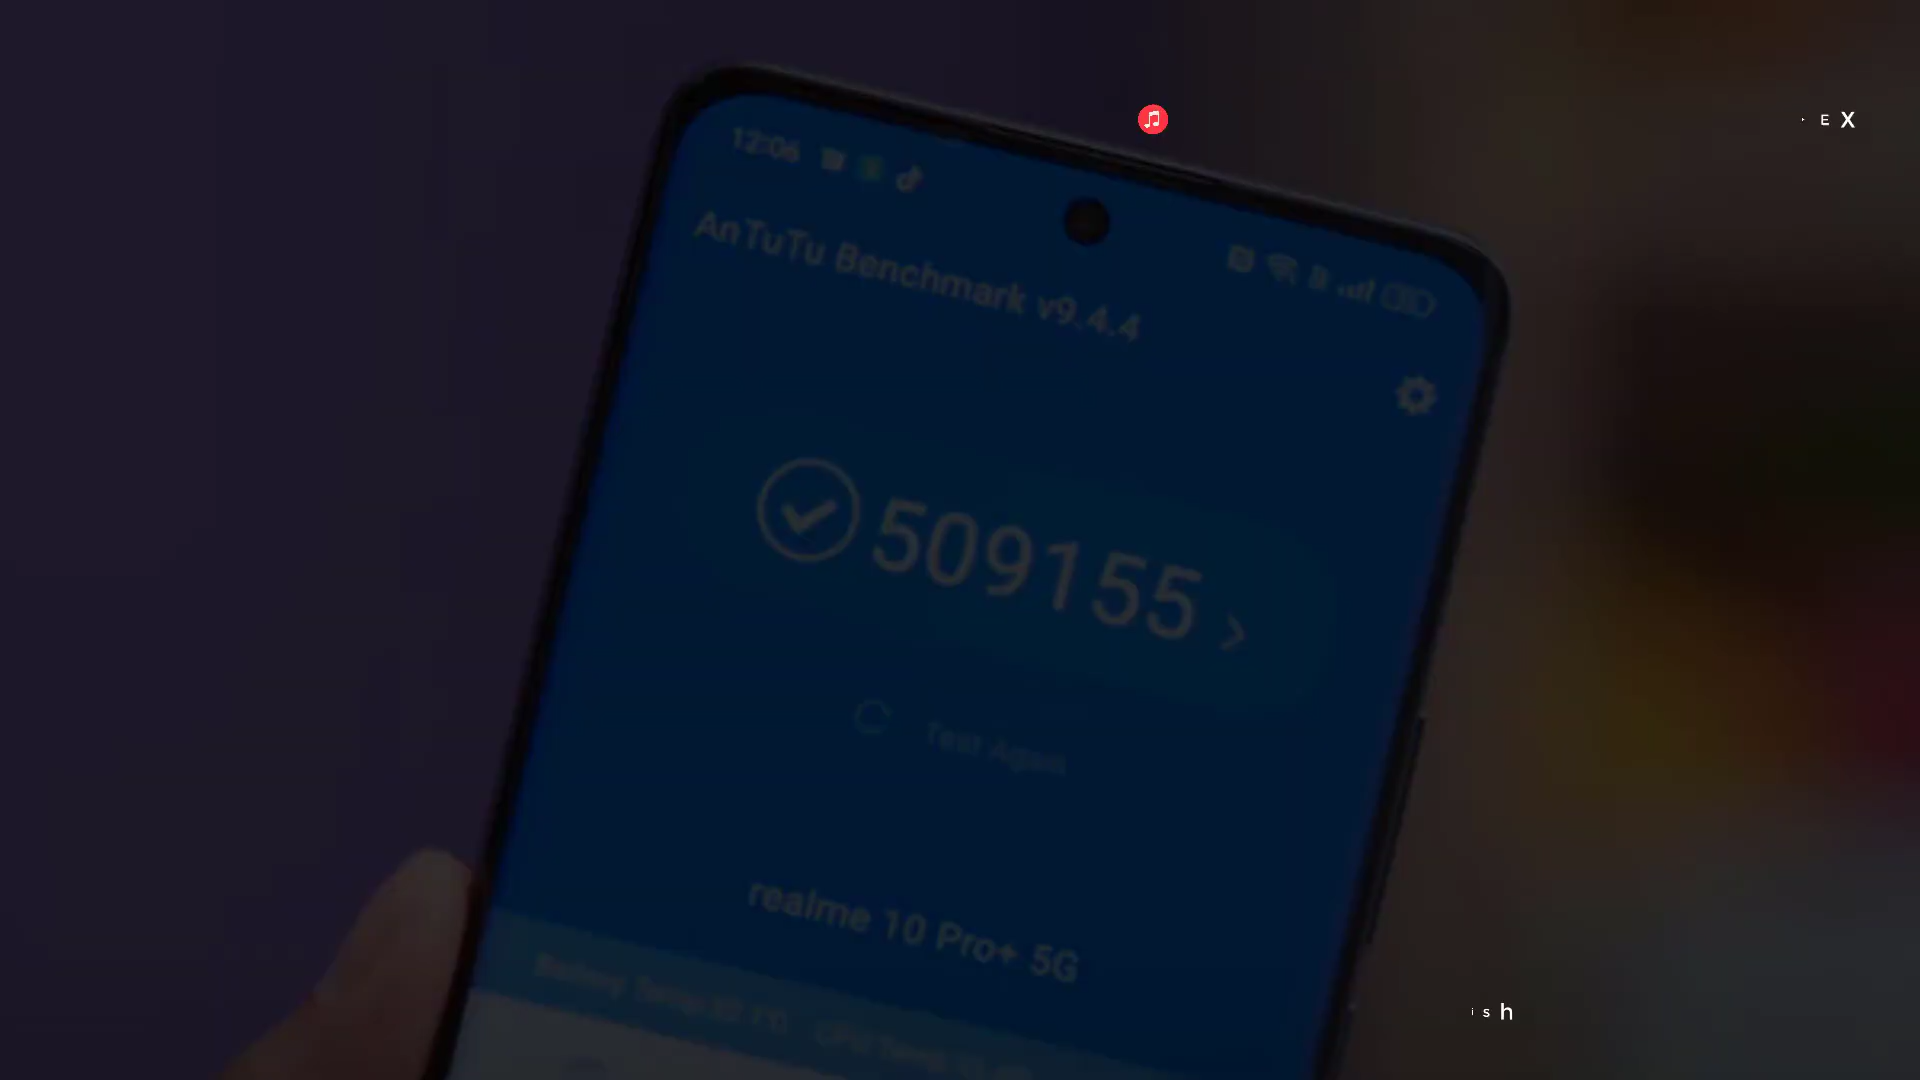 E X
12:06
AnTuTu Benchmark v9.4.4
509155
Test Again
realme 10 Pro+ 5G
i s h